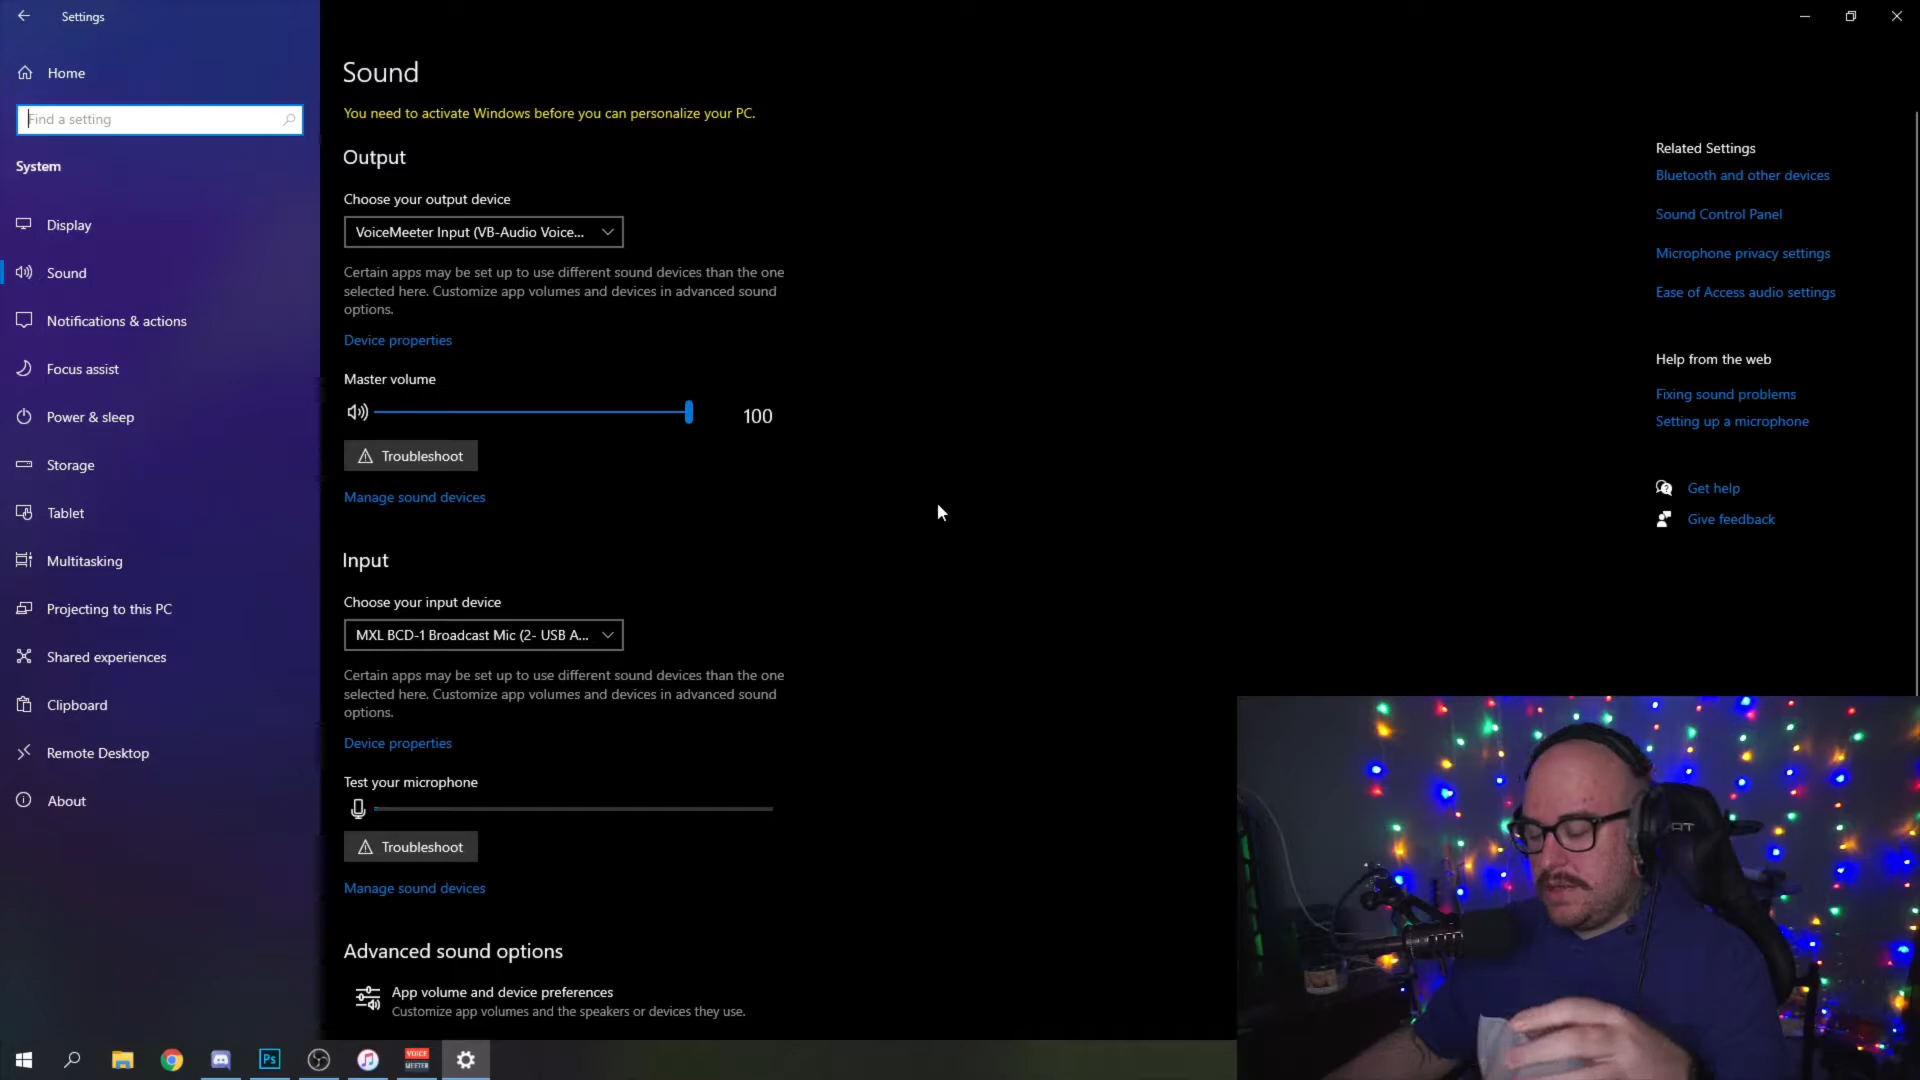 Settings
Home
Find a setting
System
Display
Sound
Notifications & actions
Focus assist
Power & sleep
Storage
Tablet
Multitasking
Projecting to this PC
Shared experiences
Clipboard
Remote Desktop
About
Sound
You need to activate Windows before you can personalize your PC.
Output
Choose your output device
VoiceMeeter Input (VB-Audio Voice...
Certain apps may be set up to use different sound devices than the one
selected here. Customize app volumes and devices in advanced sound
options.
Device properties
Master volume
100
Troubleshoot
Manage sound devices
Input
Choose your input device
MXL BCD-1 Broadcast Mic (2- USB A...
Certain apps may be set up to use different sound devices than the one
selected here. Customize app volumes and devices in advanced sound
options.
Device properties
Test your microphone
Troubleshoot
Manage sound devices
Advanced sound options
App volume and device preferences
Customize app volumes and the speakers or devices they use.
Related Settings
Bluetooth and other devices
Sound Control Panel
Microphone privacy settings
Ease of Access audio settings
Help from the web
Fixing sound problems
Setting up a microphone
Get help
Give feedback
Ps
VOICE
MEETER